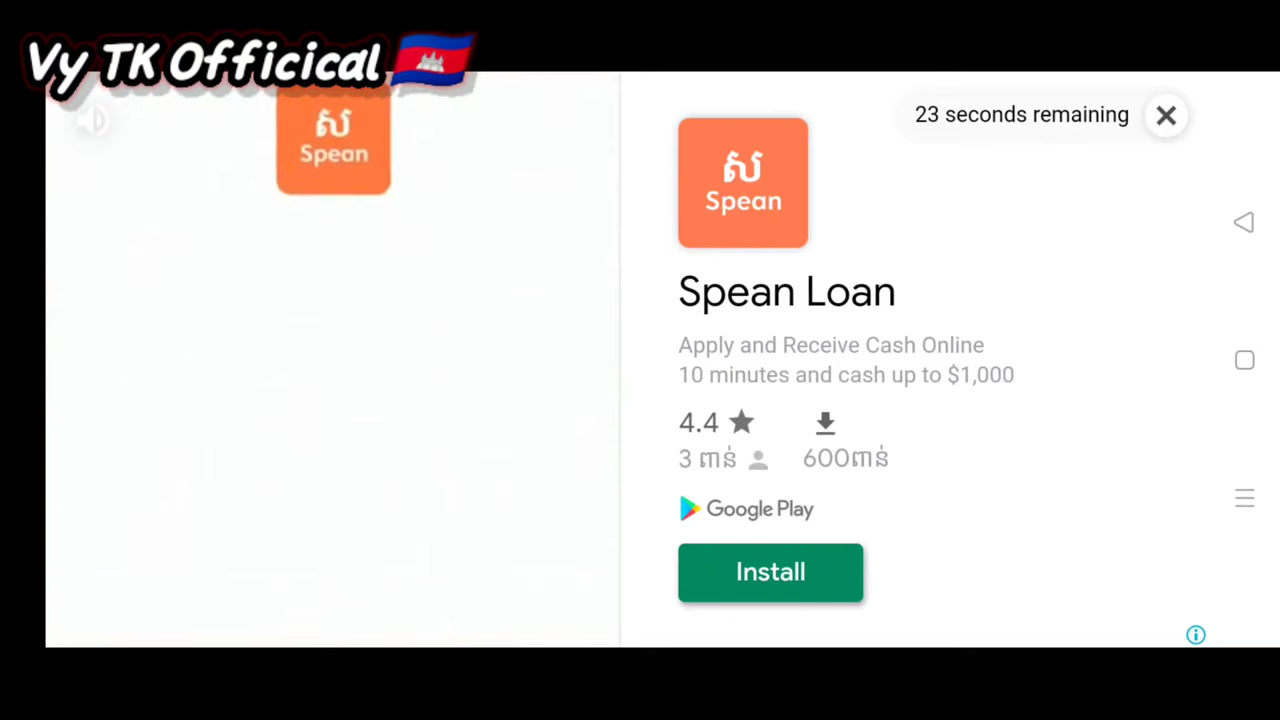 Vy TK Officical
ស
Spean
23 seconds remaining
ស
Spean
Spean Loan
Apply and Receive Cash Online
10 minutes and cash up to $1,000
4.4
3 ពាន់ 600ពាន់
Google Play
Install